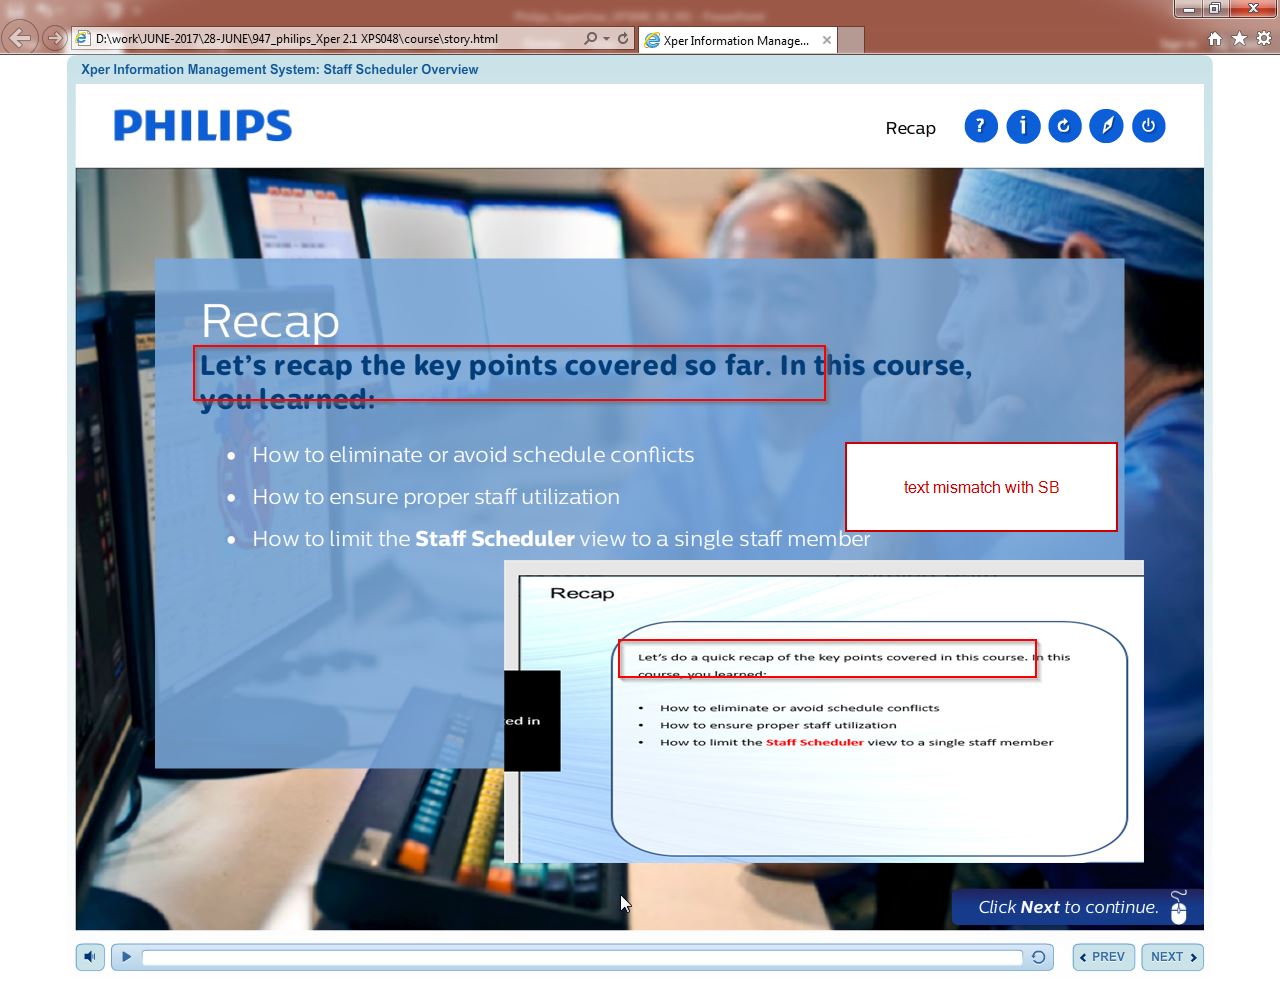 D:\work\JUNE-2017\28-JUNE\947_philips_Xper 2.1 XPS048\course\story.html
Xper Information Manage...
Xper Information Management System: Staff Scheduler Overview
PHILIPS
Recap
Recap
Let's recap the key points covered so far. In this course,
you learned:
• How to eliminate or avoid schedule conflicts
• How to ensure proper staff utilization
• How to limit the Staff Scheduler view to a single staff member
text mismatch with SB
Recap
Let's do a quick recap of the key points covered in this course. In this
course, you learned:
ed in
• How to eliminate or avoid schedule conflicts
• How to ensure proper staff utilization
• How to limit the Staff Scheduler view to a single staff member
Click Next to continue.
PREV
NEXT